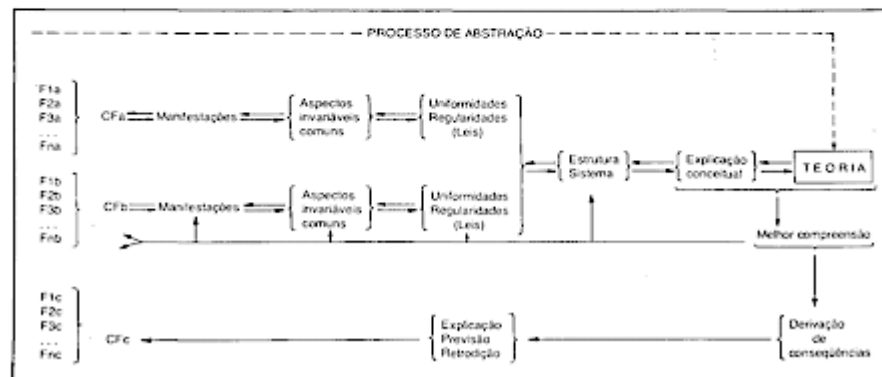 PROCESSO DE ABSTRAÇÃO
F1a
F2a
F3a
...
Fna
CFa
Manifestações
Aspectos
invariáveis
comuns
Uniformidades
Regularidades
(Leis)
F1b
F2b
F3b
...
Fnb
CFb
Manifestações
Aspectos
invariáveis
comuns
Uniformidades
Regularidades
(Leis)
Estrutura
Sistema
Explicação
conceitual
TEORIA
Melhor compreensão
F1c
F2c
F3c
...
Fnc
CFc
Explicação
Previsão
Retrodição
Derivação
de
conseqüências